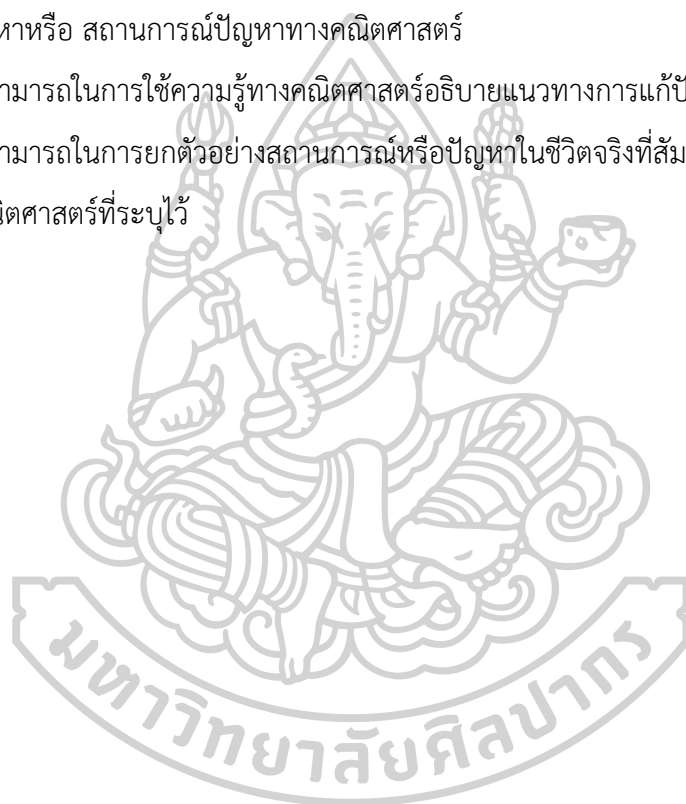 หาหรือ สถานการณ์ปัญหาทางคณิตศาสตร์
ามารถในการใช้ความรู้ทางคณิตศาสตร์อธิบายแนวทางการแก้ปั
ามารถในการยกตัวอย่างสถานการณ์หรือปัญหาในชีวิตจริงที่สัม
ณิตศาสตร์ที่ระบุไว้
มหาวิทยาลัยศิลปากร